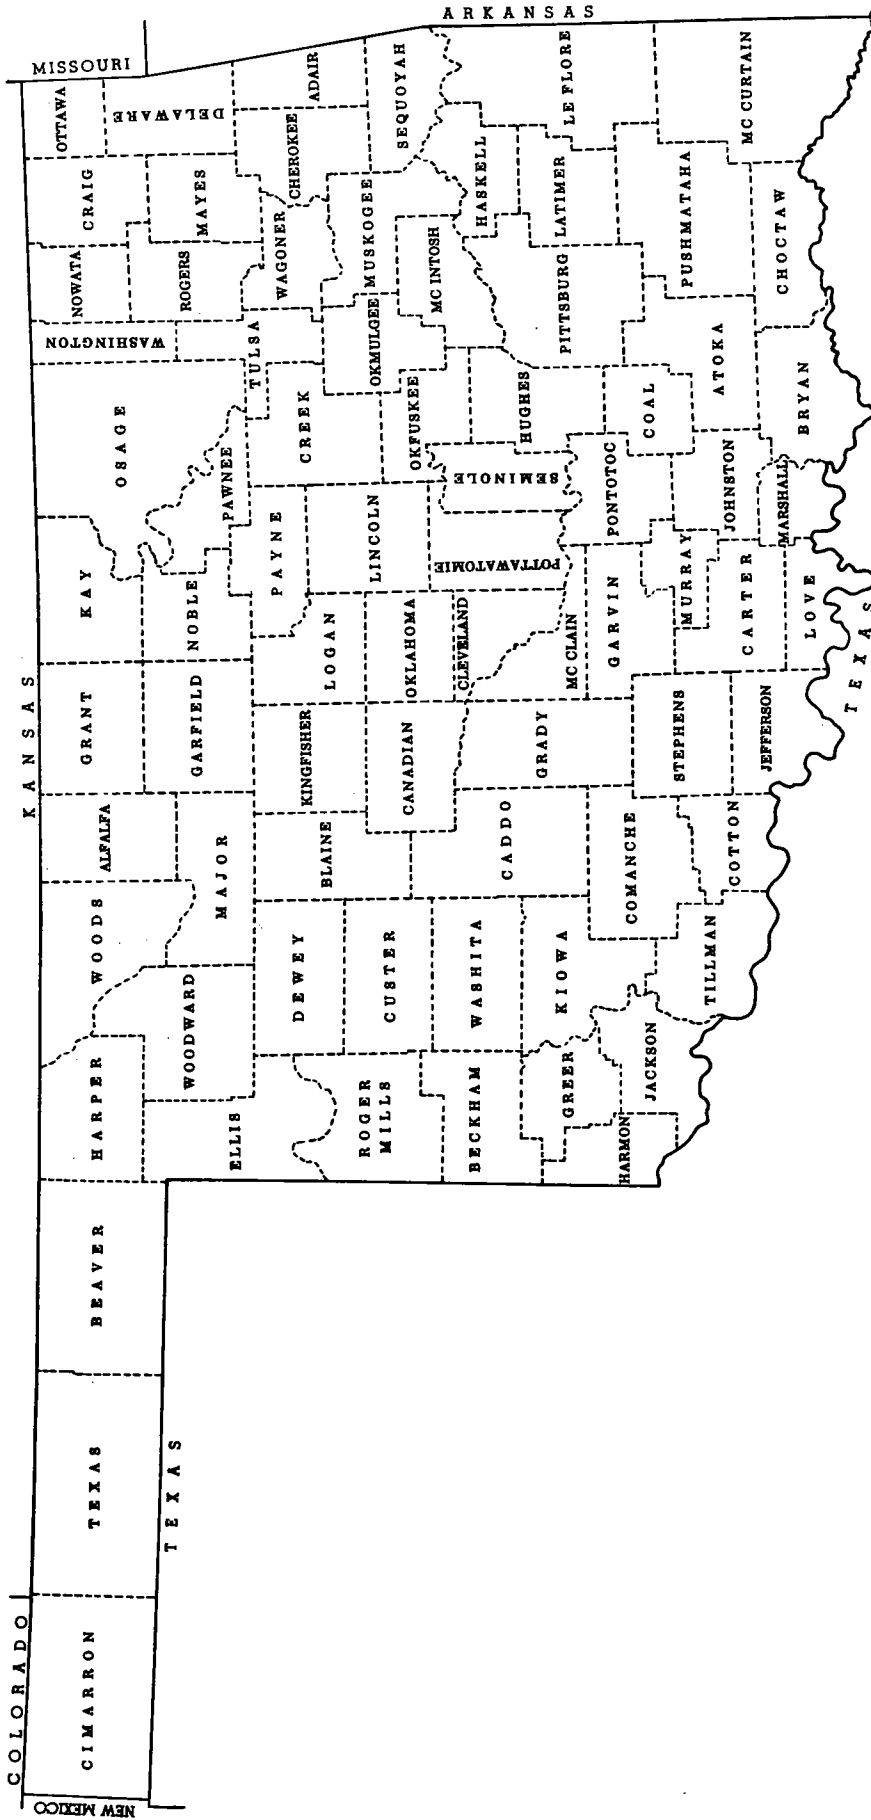 COLORADO
KANSAS
MISSOURI
NEW MEXICO
CIMARRON
TEXAS
BEAVER
HARPER
WOODS
ALFALFA
GRANT
KAY
OSAGE
WASHINGTON
NOWATA
CRAIG
OTTAWA
DELAWARE
TEXAS
ELLIS
WOODWARD
MAJOR
GARFIELD
NOBLE
PAWNEE
ROGERS
MAYES
DEWEY
BLAINE
KINGFISHER
LOGAN
PAYNE
CREEK
TULSA
WAGONER
CHEROKEE
ADAIR
ROGER
MILLS
CUSTER
CANADIAN
OKLAHOMA
LINCOLN
OKFUSKEE
OKMULGEE
MUSKOGEE
MC INTOSH
SEQUOYAH
ARKANSAS
BECKHAM
WASHITA
CADDO
GRADY
CLEVELAND
MC CLAIN
POTTAWATOMIE
SEMINOLE
HUGHES
PITTSBURG
HASKELL
LATIMER
LE FLORE
GREER
KIOWA
COMANCHE
STEPHENS
GARVIN
PONTOTOC
COAL
HARMON
JACKSON
TILLMAN
COTTON
JEFFERSON
MURRAY
CARTER
JOHNSTON
ATOKA
PUSHMATAHA
MC CURTAIN
LOVE
MARSHALL
BRYAN
CHOCTAW
TEXAS